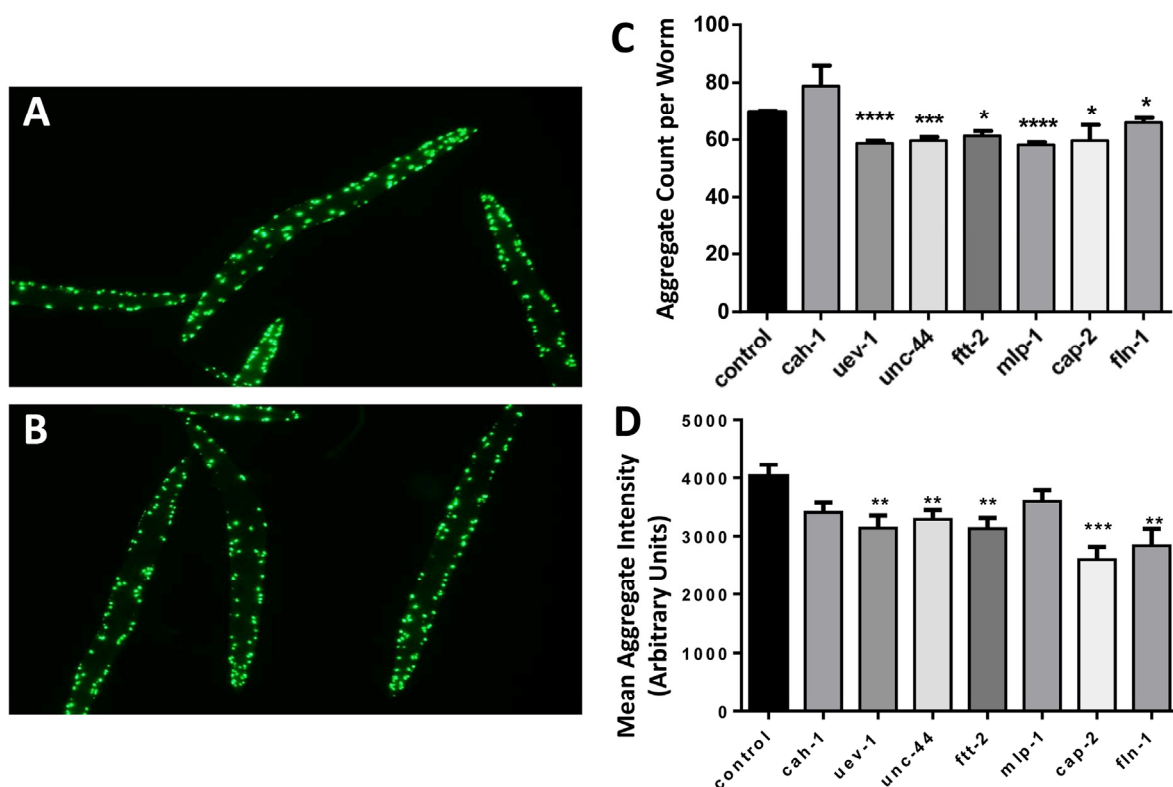 A
B
C
Aggregate Count per Worm
100
80
60
40
20
0
****
***
*
****
*
*
control
cah-1
uev-1
unc-44
ftt-2
mlp-1
cap-2
fln-1
D
Mean Aggregate Intensity
(Arbitrary Units)
5000
4000
3000
2000
1000
0
**
**
**
***
**
control
cah-1
uev-1
unc-44
ftt-2
mlp-1
cap-2
fln-1